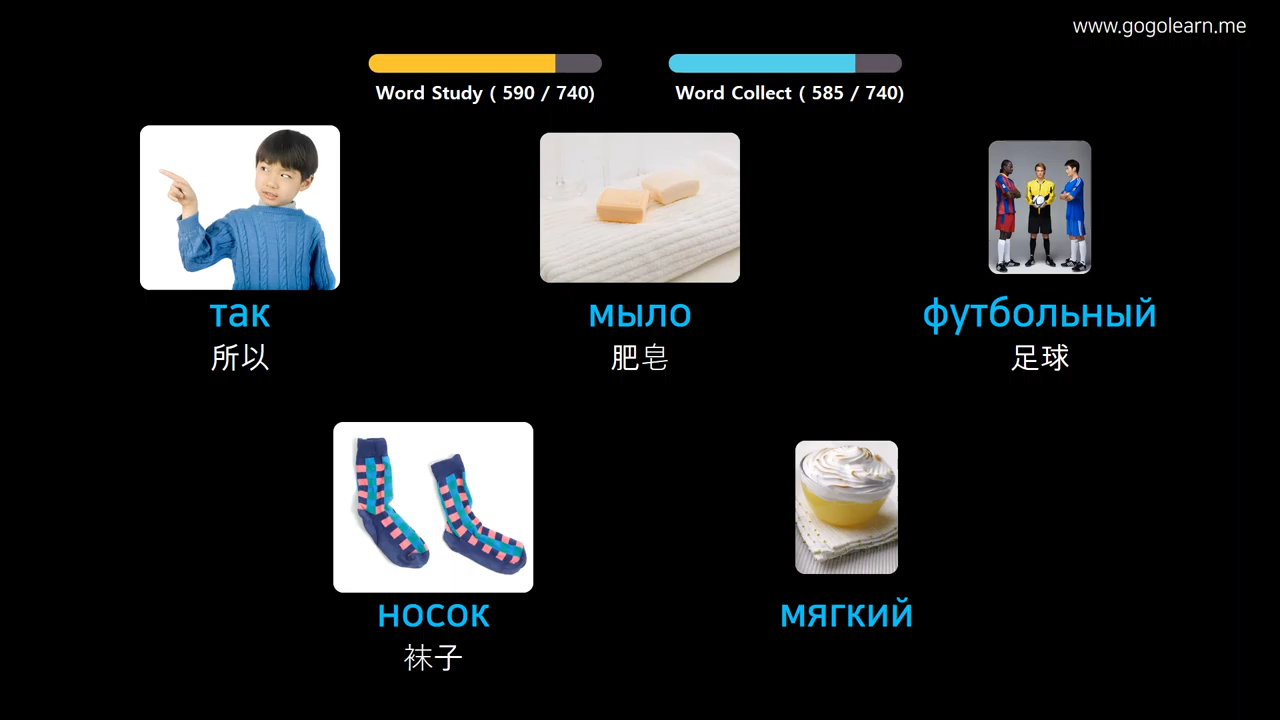 www.gogolearn.me
Word Study ( 590 / 740)
Word Collect ( 585 / 740)
так
所以
мыло
肥皂
футбольный
足球
носок
袜子
мягкий